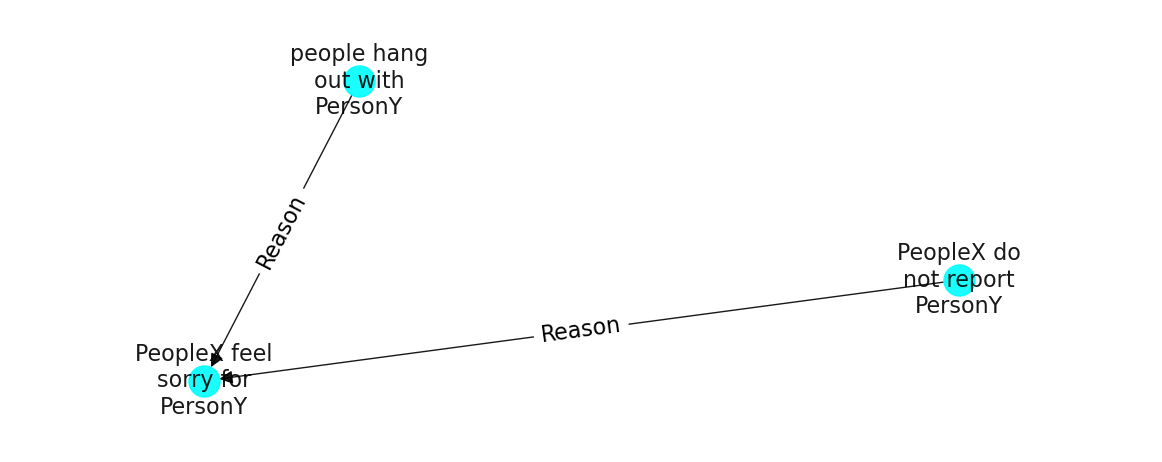 people hang
out with
PersonY
Reason
PeopleX do
not report
PersonY
Reason
PeopleX feel
sorry for
PersonY